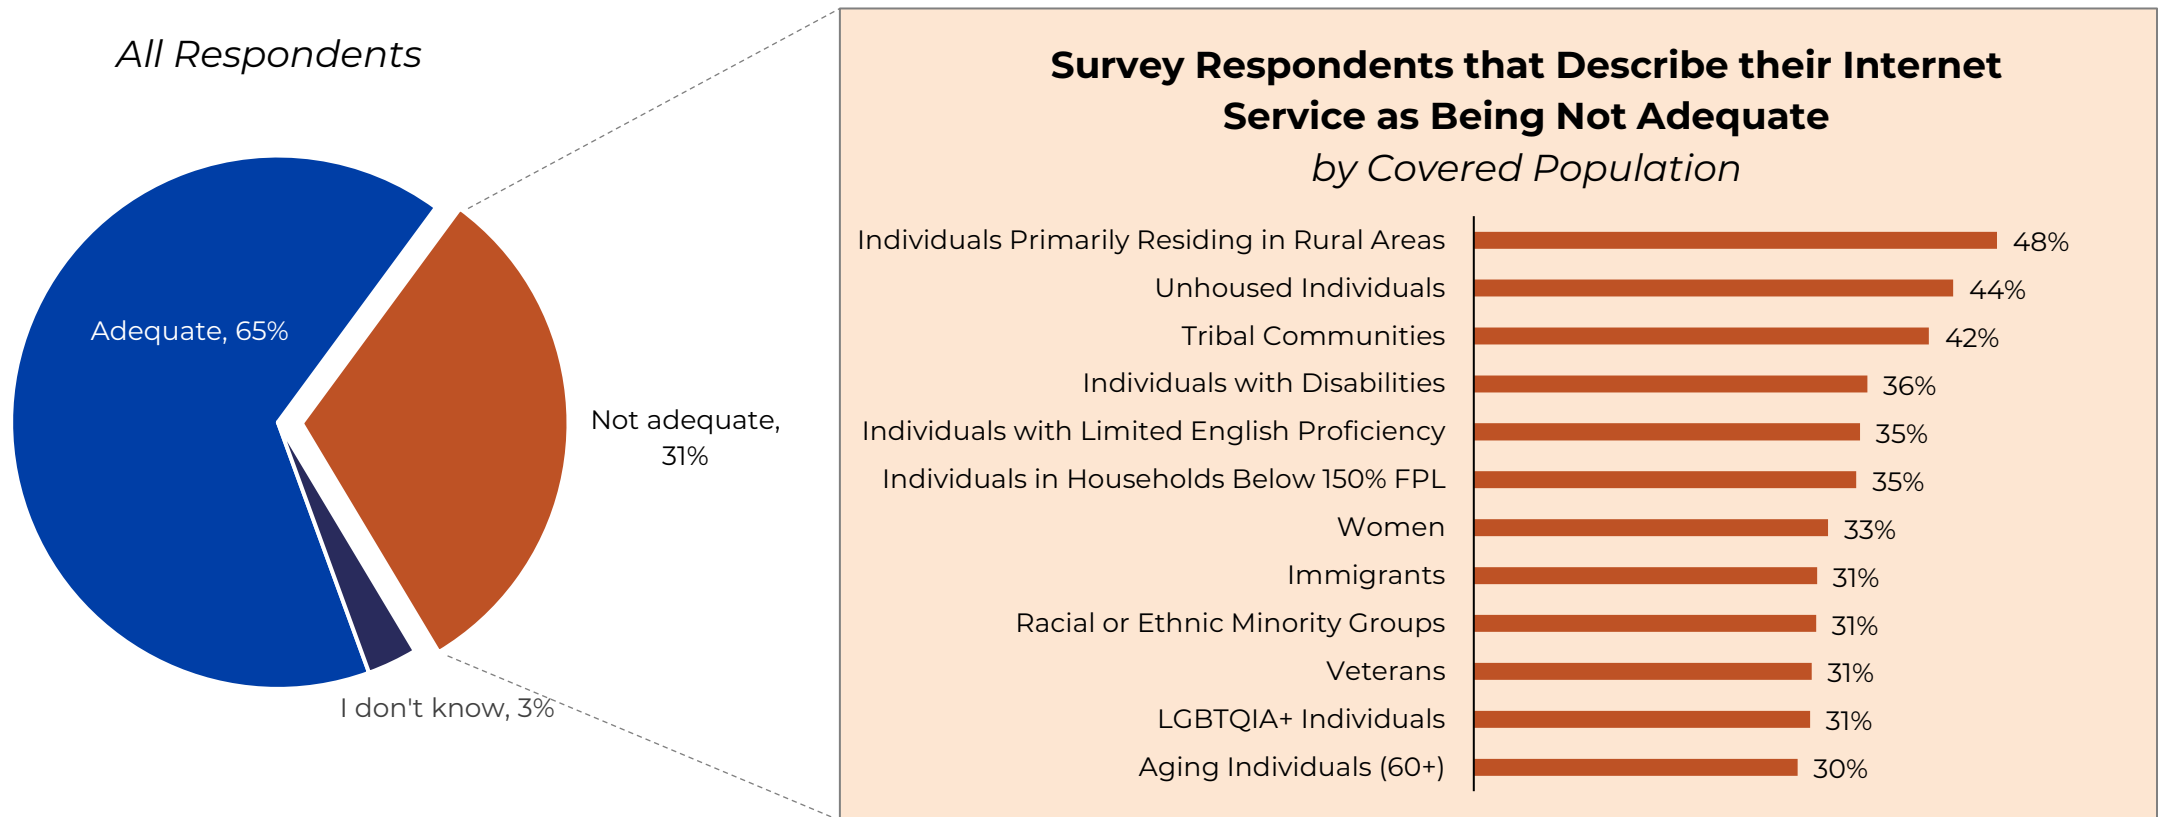 All Respondents
Adequate, 65%
Not adequate,
31%
I don't know, 3%
Survey Respondents that Describe their Internet
Service as Being Not Adequate
by Covered Population
Individuals Primarily Residing in Rural Areas 48%
Unhoused Individuals 44%
Tribal Communities 42%
Individuals with Disabilities 36%
Individuals with Limited English Proficiency 35%
Individuals in Households Below 150% FPL 35%
Women 33%
Immigrants 31%
Racial or Ethnic Minority Groups 31%
Veterans 31%
LGBTQIA+ Individuals 31%
Aging Individuals (60+) 30%